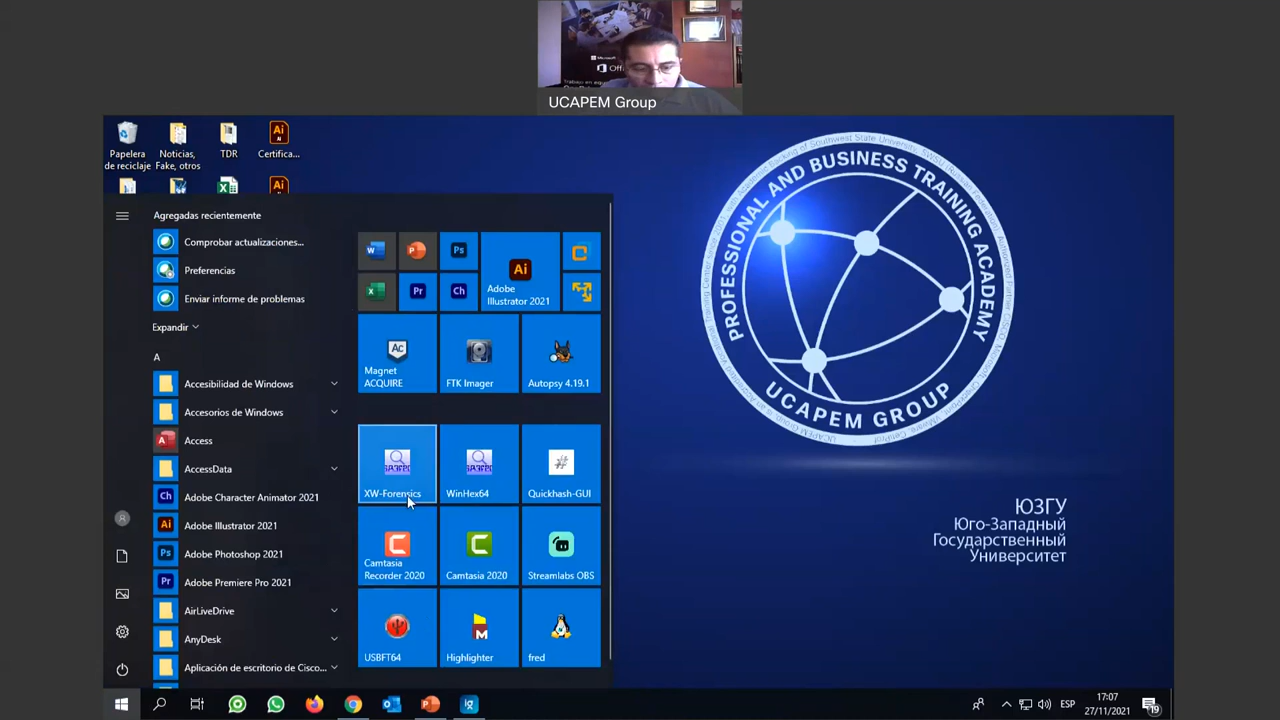 UCAPEM Group
Papelera
de reciclaje
Noticias,
Fake, otros
TDR
Certifica...
Agregadas recientemente
Comprobar actualizaciones...
Preferencias
Enviar informe de problemas
Expandir
A
Accesibilidad de Windows
Accesorios de Windows
Access
AccessData
Adobe Character Animator 2021
Adobe Illustrator 2021
Adobe Photoshop 2021
Adobe Premiere Pro 2021
AirLiveDrive
AnyDesk
Aplicación de escritorio de Cisco...
Adobe
Illustrator 2021
Magnet
ACQUIRE
FTK Imager
Autopsy 4.19.1
XW-Forensics
WinHex64
Quickhash-GUI
Camtasia
Recorder 2020
Camtasia 2020
Streamlabs OBS
USBFT64
Highlighter
fred
PROFESSIONAL AND BUSINESS TRAINING ACADEMY
UCAPEM GROUP
ЮЗГУ
Юго-Западный
Государственный
Университет
ESP
17:07
27/11/2021
19